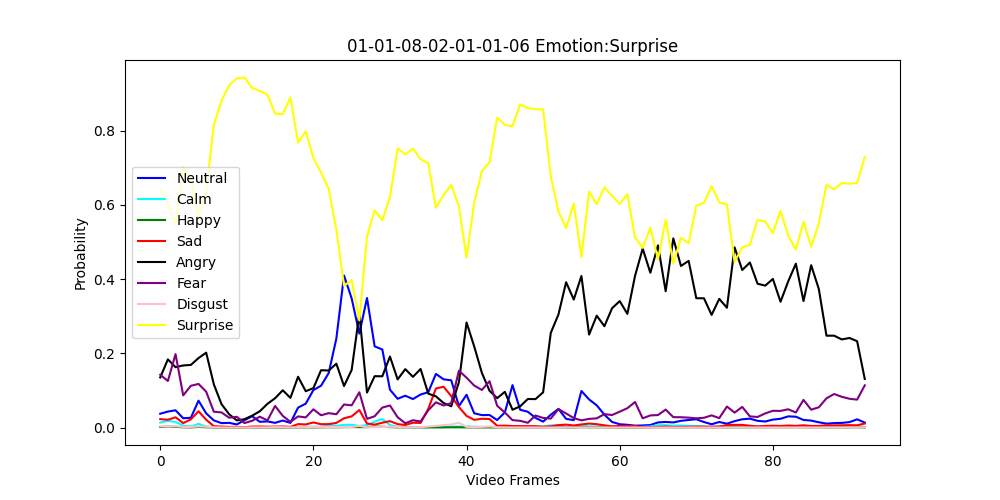 01-01-08-02-01-01-06 Emotion:Surprise
Probability
0.8
0.6
0.4
0.2
0.0
Neutral
Calm
Happy
Sad
Angry
Fear
Disgust
Surprise
0
20
40
60
80
Video Frames